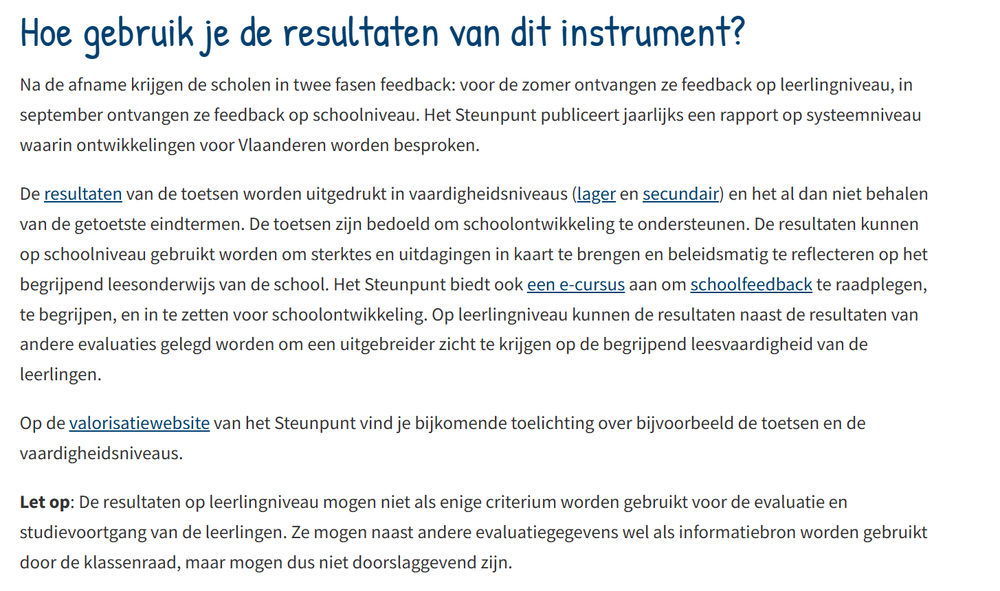 Hoe gebruik je de resultaten van dit instrument?
Na de afname krijgen de scholen in twee fasen feedback: voor de zomer ontvangen ze feedback op leerlingniveau, in
september ontvangen ze feedback op schoolniveau. Het Steunpunt publiceert jaarlijks een rapport op systeemniveau
waarin ontwikkelingen voor Vlaanderen worden besproken.
De resultaten van de toetsen worden uitgedrukt in vaardigheidsniveaus (lager en secundair) en het al dan niet behalen
van de getoetste eindtermen. De toetsen zijn bedoeld om schoolontwikkeling te ondersteunen. De resultaten kunnen
op schoolniveau gebruikt worden om sterktes en uitdagingen in kaart te brengen en beleidsmatig te reflecteren op het
begrijpend leesonderwijs van de school. Het Steunpunt biedt ook een e-cursus aan om schoolfeedback te raadplegen,
te begrijpen, en in te zetten voor schoolontwikkeling. Op leerlingniveau kunnen de resultaten naast de resultaten van
andere evaluaties gelegd worden om een uitgebreider zicht te krijgen op de begrijpend leesvaardigheid van de
leerlingen.
Op de valorisatiewebsite van het Steunpunt vind je bijkomende toelichting over bijvoorbeeld de toetsen en de
vaardigheidsniveaus.
Let op: De resultaten op leerlingniveau mogen niet als enige criterium worden gebruikt voor de evaluatie en
studievoortgang van de leerlingen. Ze mogen naast andere evaluatiegegevens wel als informatiebron worden gebruikt
door de klassenraad, maar mogen dus niet doorslaggevend zijn.